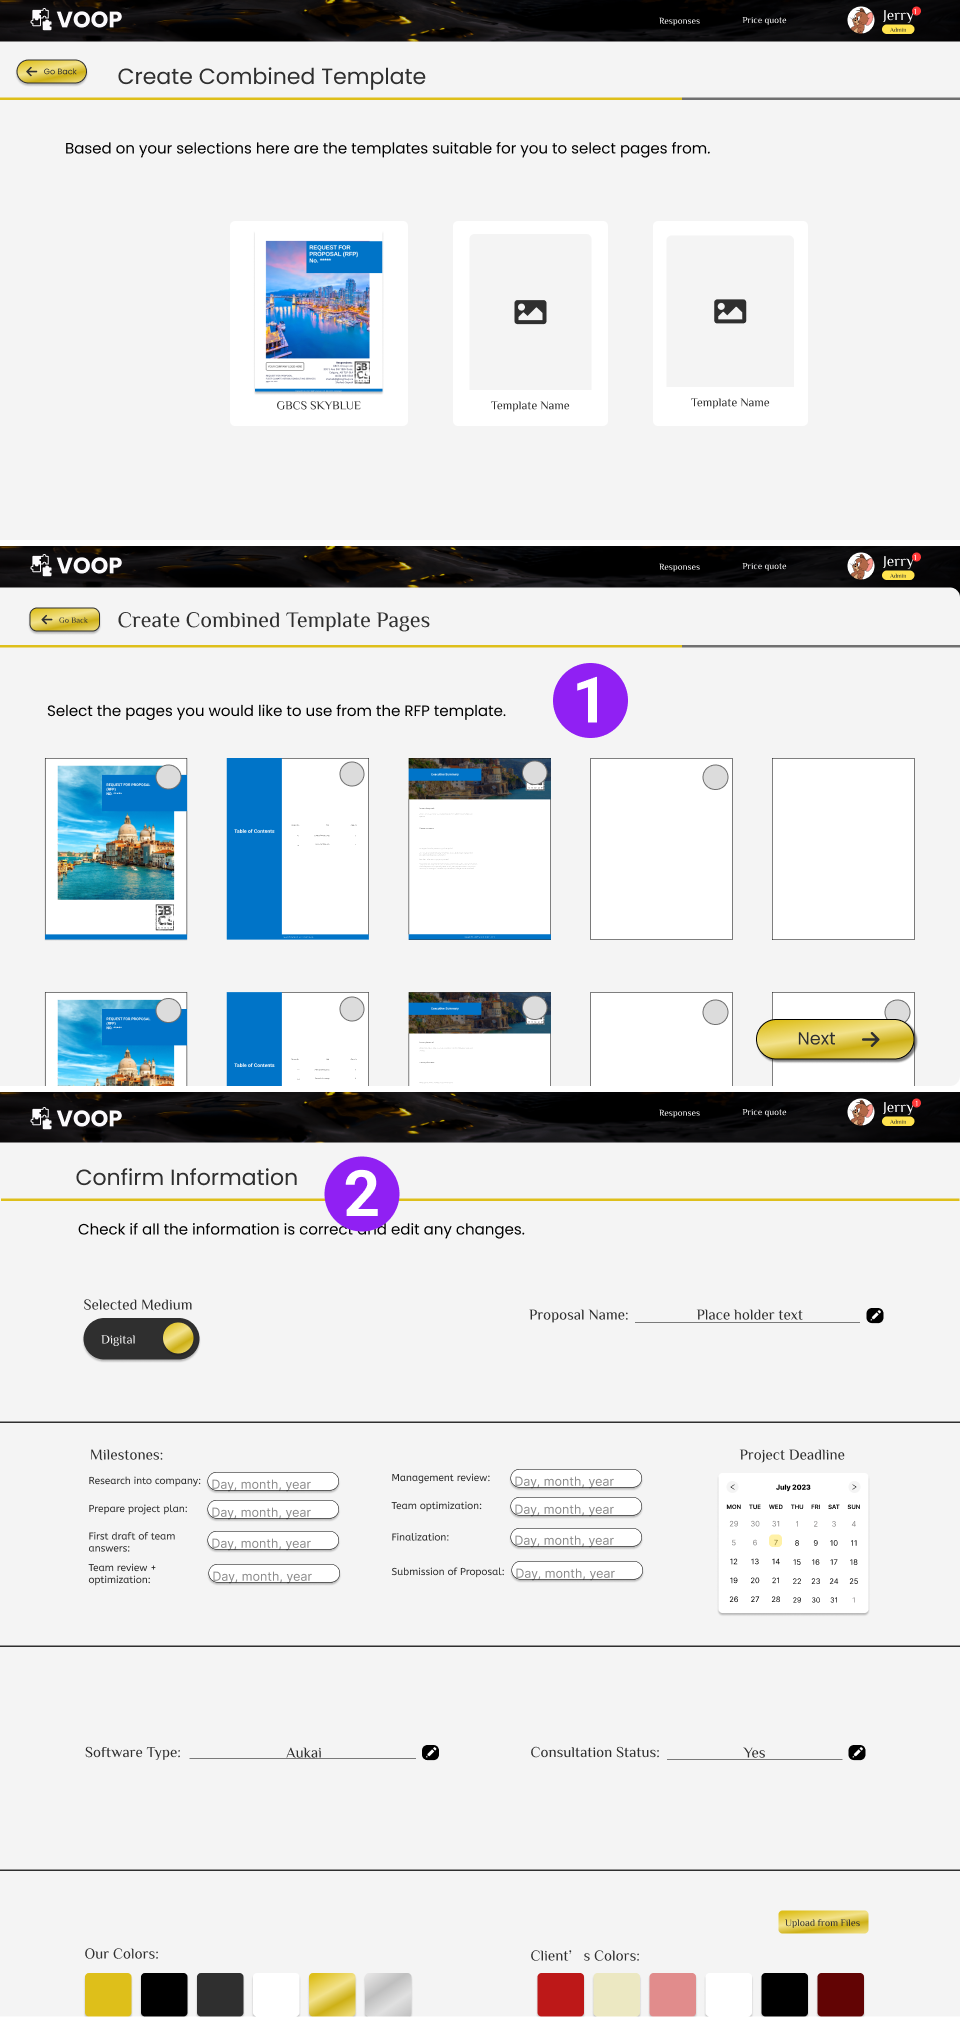 VOOP
Responses
Price quote
Jerry
1
Admin
Go Back
Create Combined Template
Based on your selections here are the templates suitable for you to select pages from.
REQUEST FOR
PROPOSAL (RFP)
No. *****
GBCS SKYBLUE
Template Name
Template Name
VOOP
Responses
Price quote
Jerry
1
Admin
Go Back
Create Combined Template Pages
1
Select the pages you would like to use from the RFP template.
REQUEST FOR PROPOSAL
(RFP)
NO. *****
Table of Contents
Executive Summary
REQUEST FOR PROPOSAL
(RFP)
NO. *****
Table of Contents
Executive Summary
Next
VOOP
Responses
Price quote
Jerry
1
Admin
Confirm Information
2
Check if all the information is correct and edit any changes.
Selected Medium
Digital
Proposal Name:
Place holder text
Milestones:
Research into company:
Day, month, year
Prepare project plan:
Day, month, year
First draft of team
answers:
Day, month, year
Team review +
optimization:
Day, month, year
Management review:
Day, month, year
Team optimization:
Day, month, year
Finalization:
Day, month, year
Submission of Proposal:
Day, month, year
Project Deadline
< July 2023 >
MON TUE WED THU FRI SAT SUN
29 30 31 1 2 3 4
5 6 7 8 9 10 11
12 13 14 15 16 17 18
19 20 21 22 23 24 25
26 27 28 29 30 31 1
Software Type:
Aukai
Consultation Status:
Yes
Upload from Files
Our Colors:
Client’s Colors: